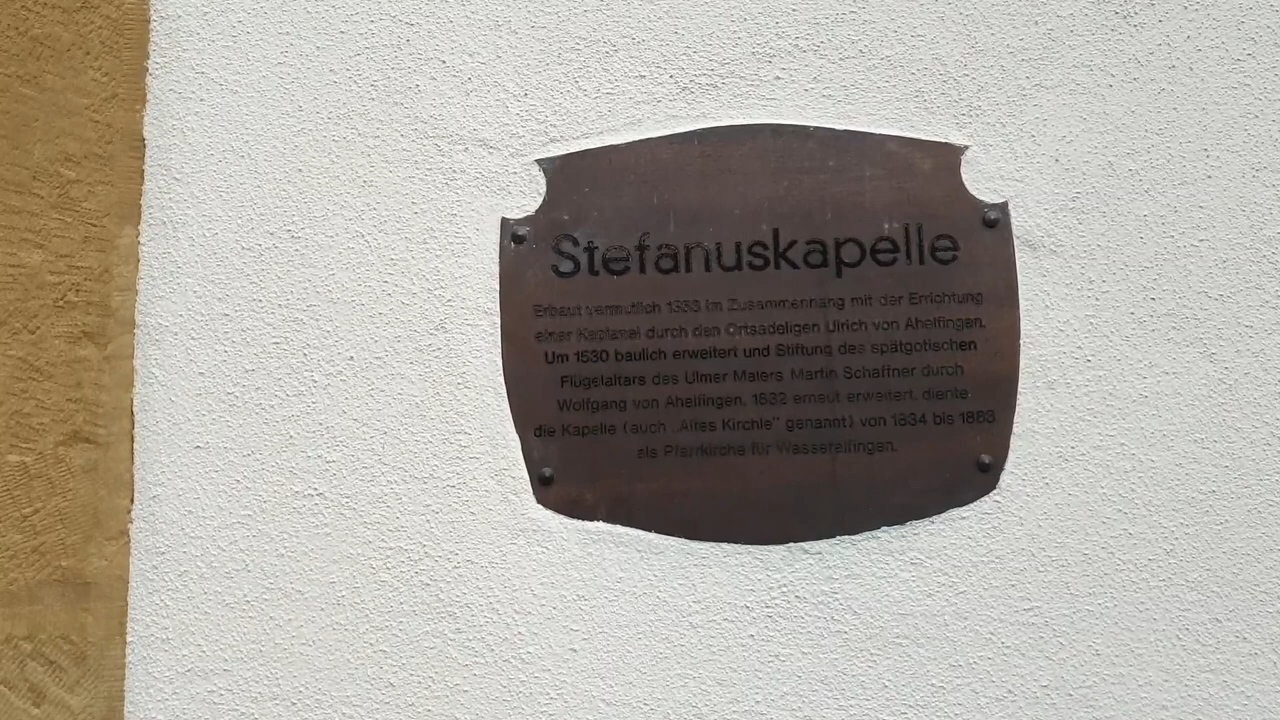 Stefanuskapelle
Erbaut vermutlich 1353 im Zusammenhang mit der Errichtung
einer Kaplanei durch den Ortsadeligen Ulrich von Ahelfingen.
Um 1530 baulich erweitert und Stiftung des spätgotischen
Flügelaltars des Ulmer Malers Martin Schaffner durch
Wolfgang von Ahelfingen. 1832 erneut erweitert, diente
die Kapelle (auch „Altes Kirchle" genannt) von 1834 bis 1883
als Pfarrkirche für Wasseralfingen.